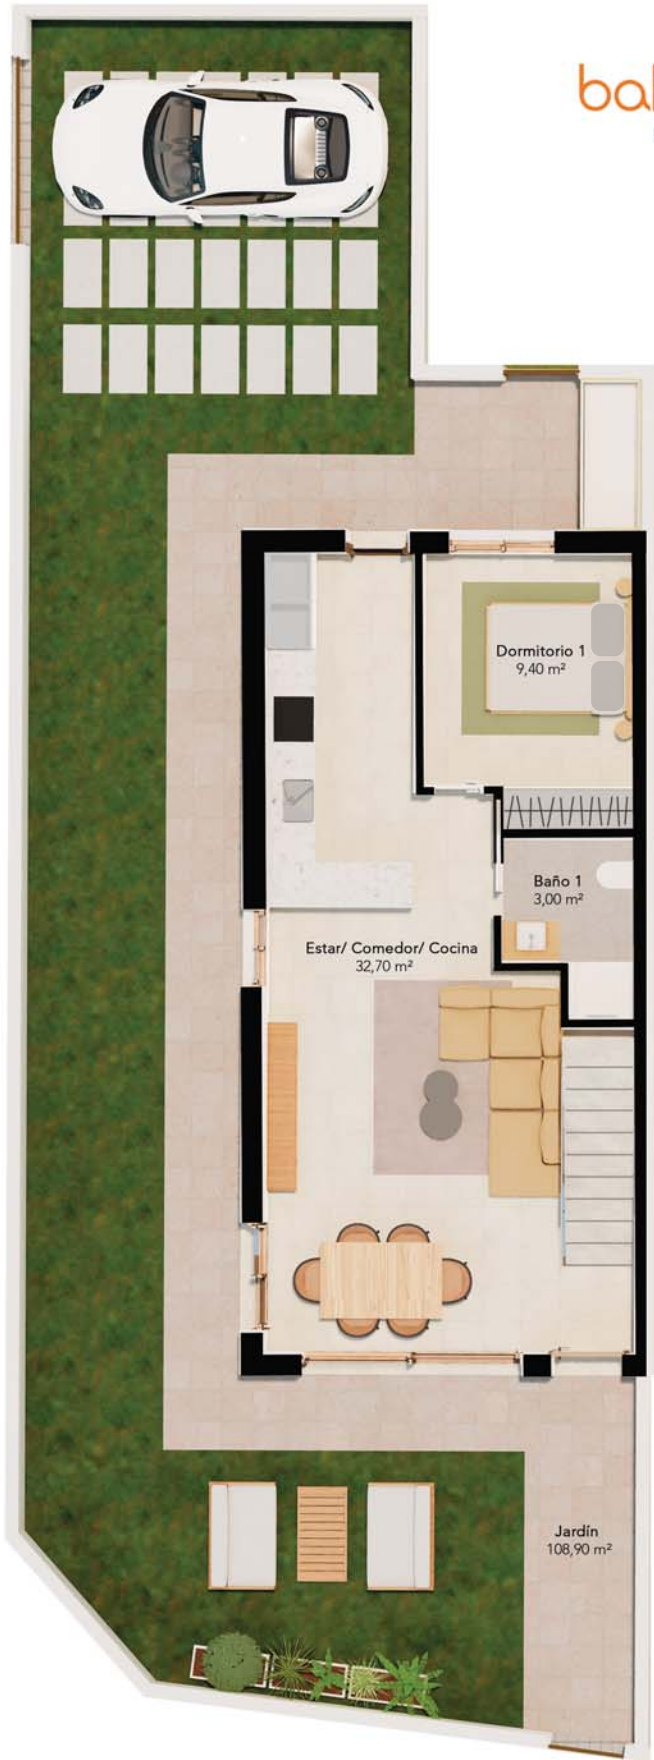 Dormitorio 1
9,40 m²
Baño 1
3,00 m²
Estar/ Comedor/ Cocina
32,70 m²
Jardín
108,90 m²